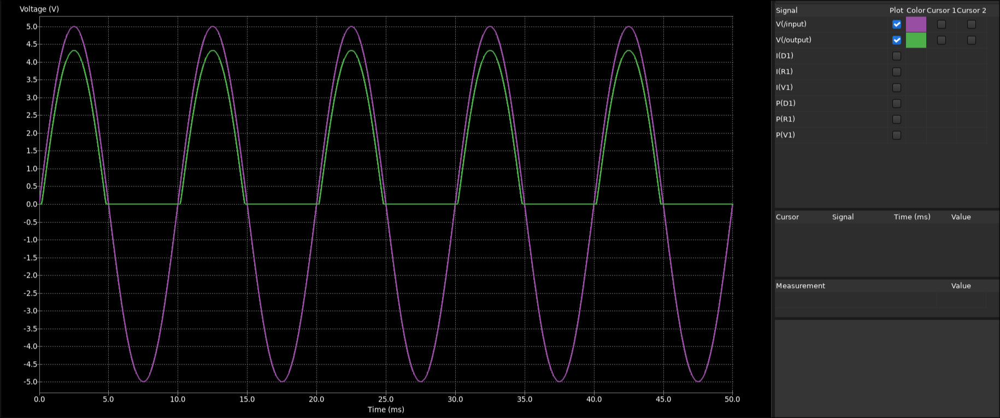 Voltage (V)
5.0
4.5
4.0
3.5
3.0
2.5
2.0
1.5
1.0
0.5
0.0
-0.5
-1.0
-1.5
-2.0
-2.5
-3.0
-3.5
-4.0
-4.5
-5.0
0.0 5.0 10.0 15.0 20.0 25.0 30.0 35.0 40.0 45.0 50.0
Time (ms)
Signal Plot Color Cursor 1 Cursor 2
V(/input)
V(/output)
I(D1)
I(R1)
I(V1)
P(D1)
P(R1)
P(V1)
Cursor Signal Time (ms) Value
Measurement Value